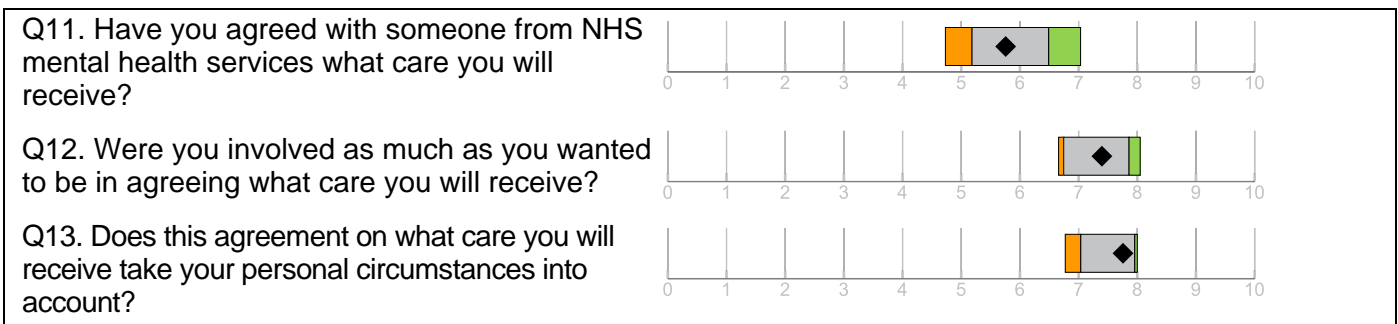 Q11. Have you agreed with someone from NHS
mental health services what care you will
receive?
0 1 2 3 4 5 6 7 8 9 10
Q12. Were you involved as much as you wanted
to be in agreeing what care you will receive?
0 1 2 3 4 5 6 7 8 9 10
Q13. Does this agreement on what care you will
receive take your personal circumstances into
account?
0 1 2 3 4 5 6 7 8 9 10